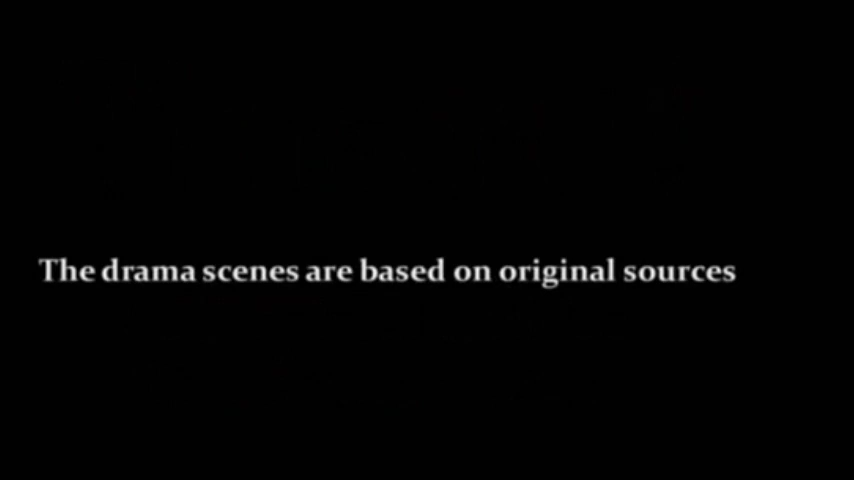 The drama scenes are based on original sources